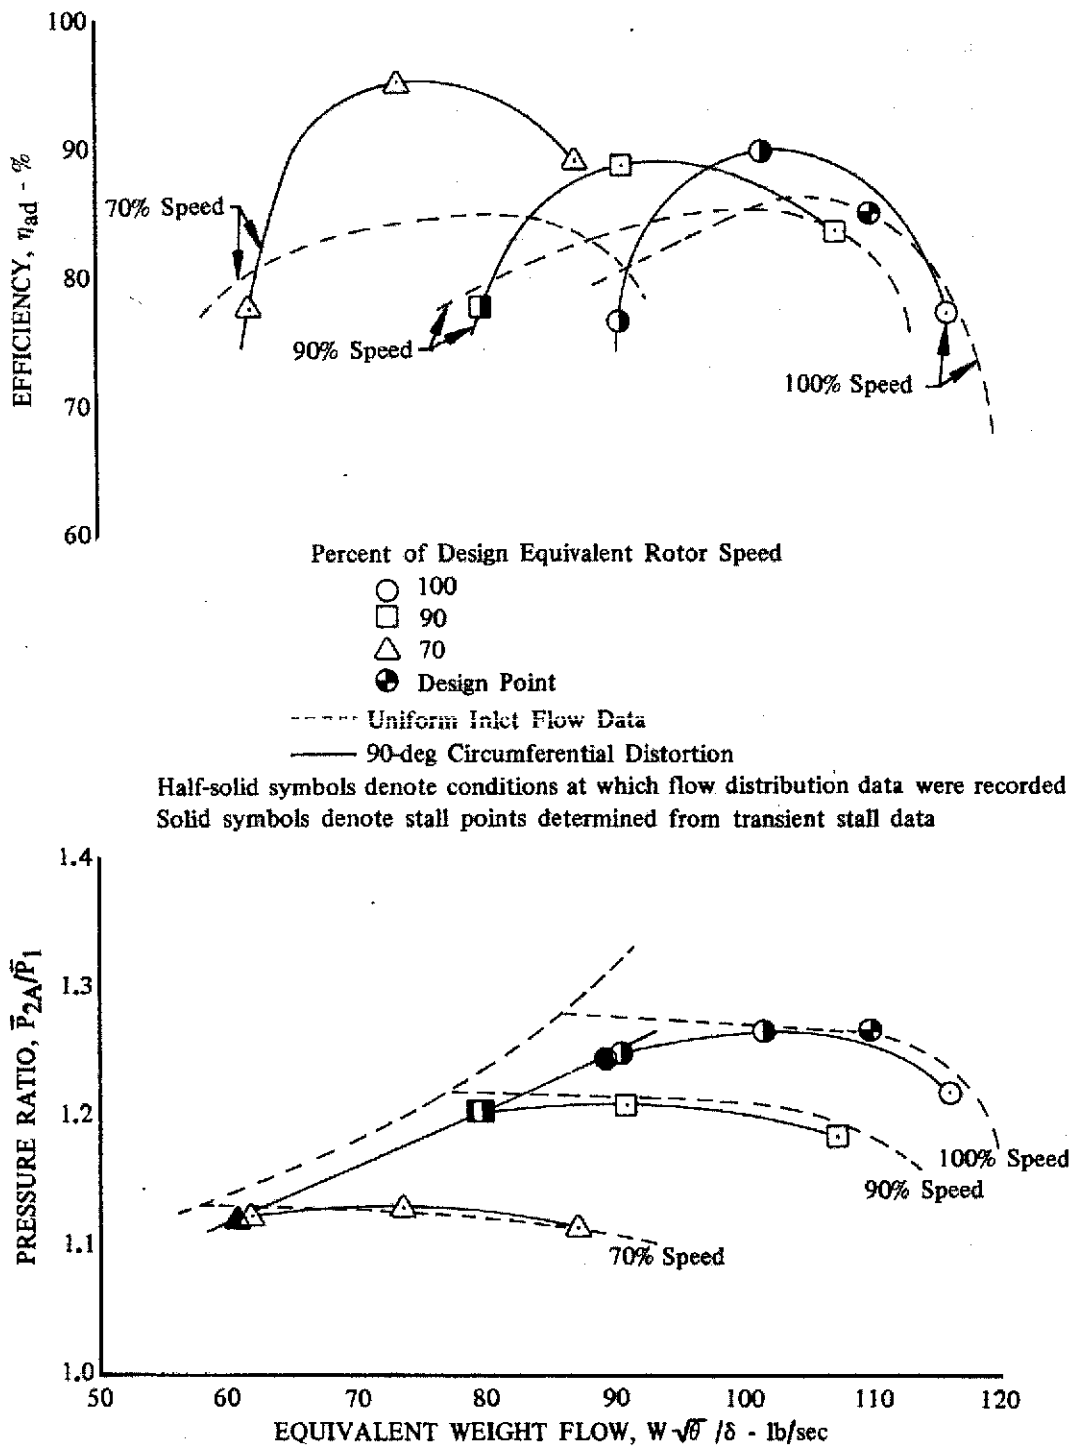 100
90
80
70
60
EFFICIENCY, ηad - %
70% Speed
90% Speed
100% Speed
Percent of Design Equivalent Rotor Speed
100
90
70
Design Point
Uniform Inlet Flow Data
90-deg Circumferential Distortion
Half-solid symbols denote conditions at which flow distribution data were recorded
Solid symbols denote stall points determined from transient stall data
1.4
1.3
1.2
1.1
1.0
PRESSURE RATIO, P̄2A/P̄1
100% Speed
90% Speed
70% Speed
50 60 70 80 90 100 110 120
EQUIVALENT WEIGHT FLOW, W√θ /δ - lb/sec